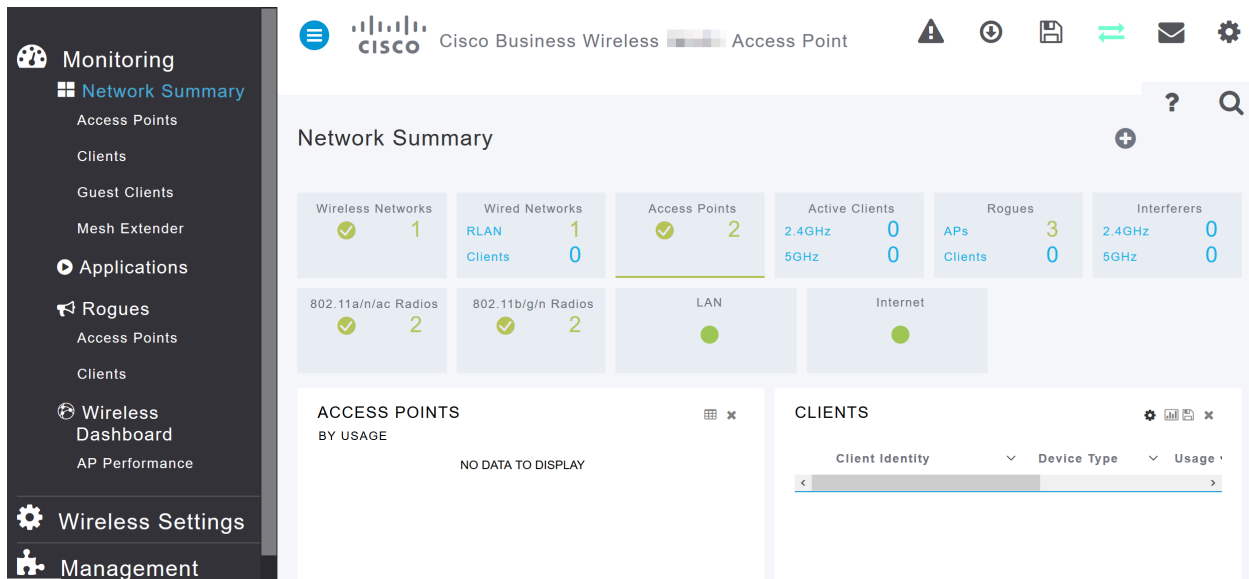 Monitoring
Network Summary
Access Points
Clients
Guest Clients
Mesh Extender
Applications
Rogues
Access Points
Clients
Wireless
Dashboard
AP Performance
Wireless Settings
Management
CISCO
Cisco Business Wireless Access Point
?
Network Summary
Wireless Networks
1
Wired Networks
RLAN 1
Clients 0
Access Points
2
Active Clients
2.4GHz 0
5GHz 0
Rogues
APs 3
Clients 0
Interferers
2.4GHz 0
5GHz 0
802.11a/n/ac Radios
2
802.11b/g/n Radios
2
LAN
Internet
ACCESS POINTS
BY USAGE
NO DATA TO DISPLAY
CLIENTS
Client Identity Device Type Usage